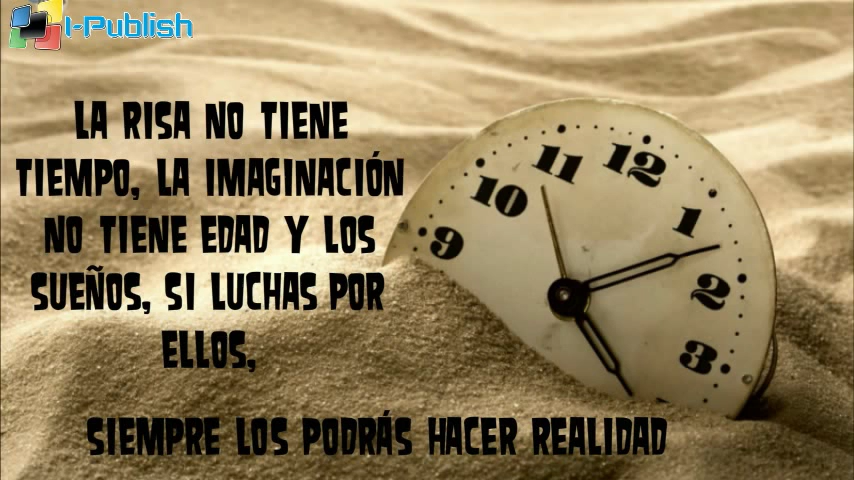 I-Publish
LA RISA NO TIENE
TIEMPO, LA IMAGINACIÓN
NO TIENE EDAD Y LOS
SUEÑOS, SI LUCHAS POR
ELLOS,
SIEMPRE LOS PODRÁS HACER REALIDAD
9
10
11
12
1
2
3